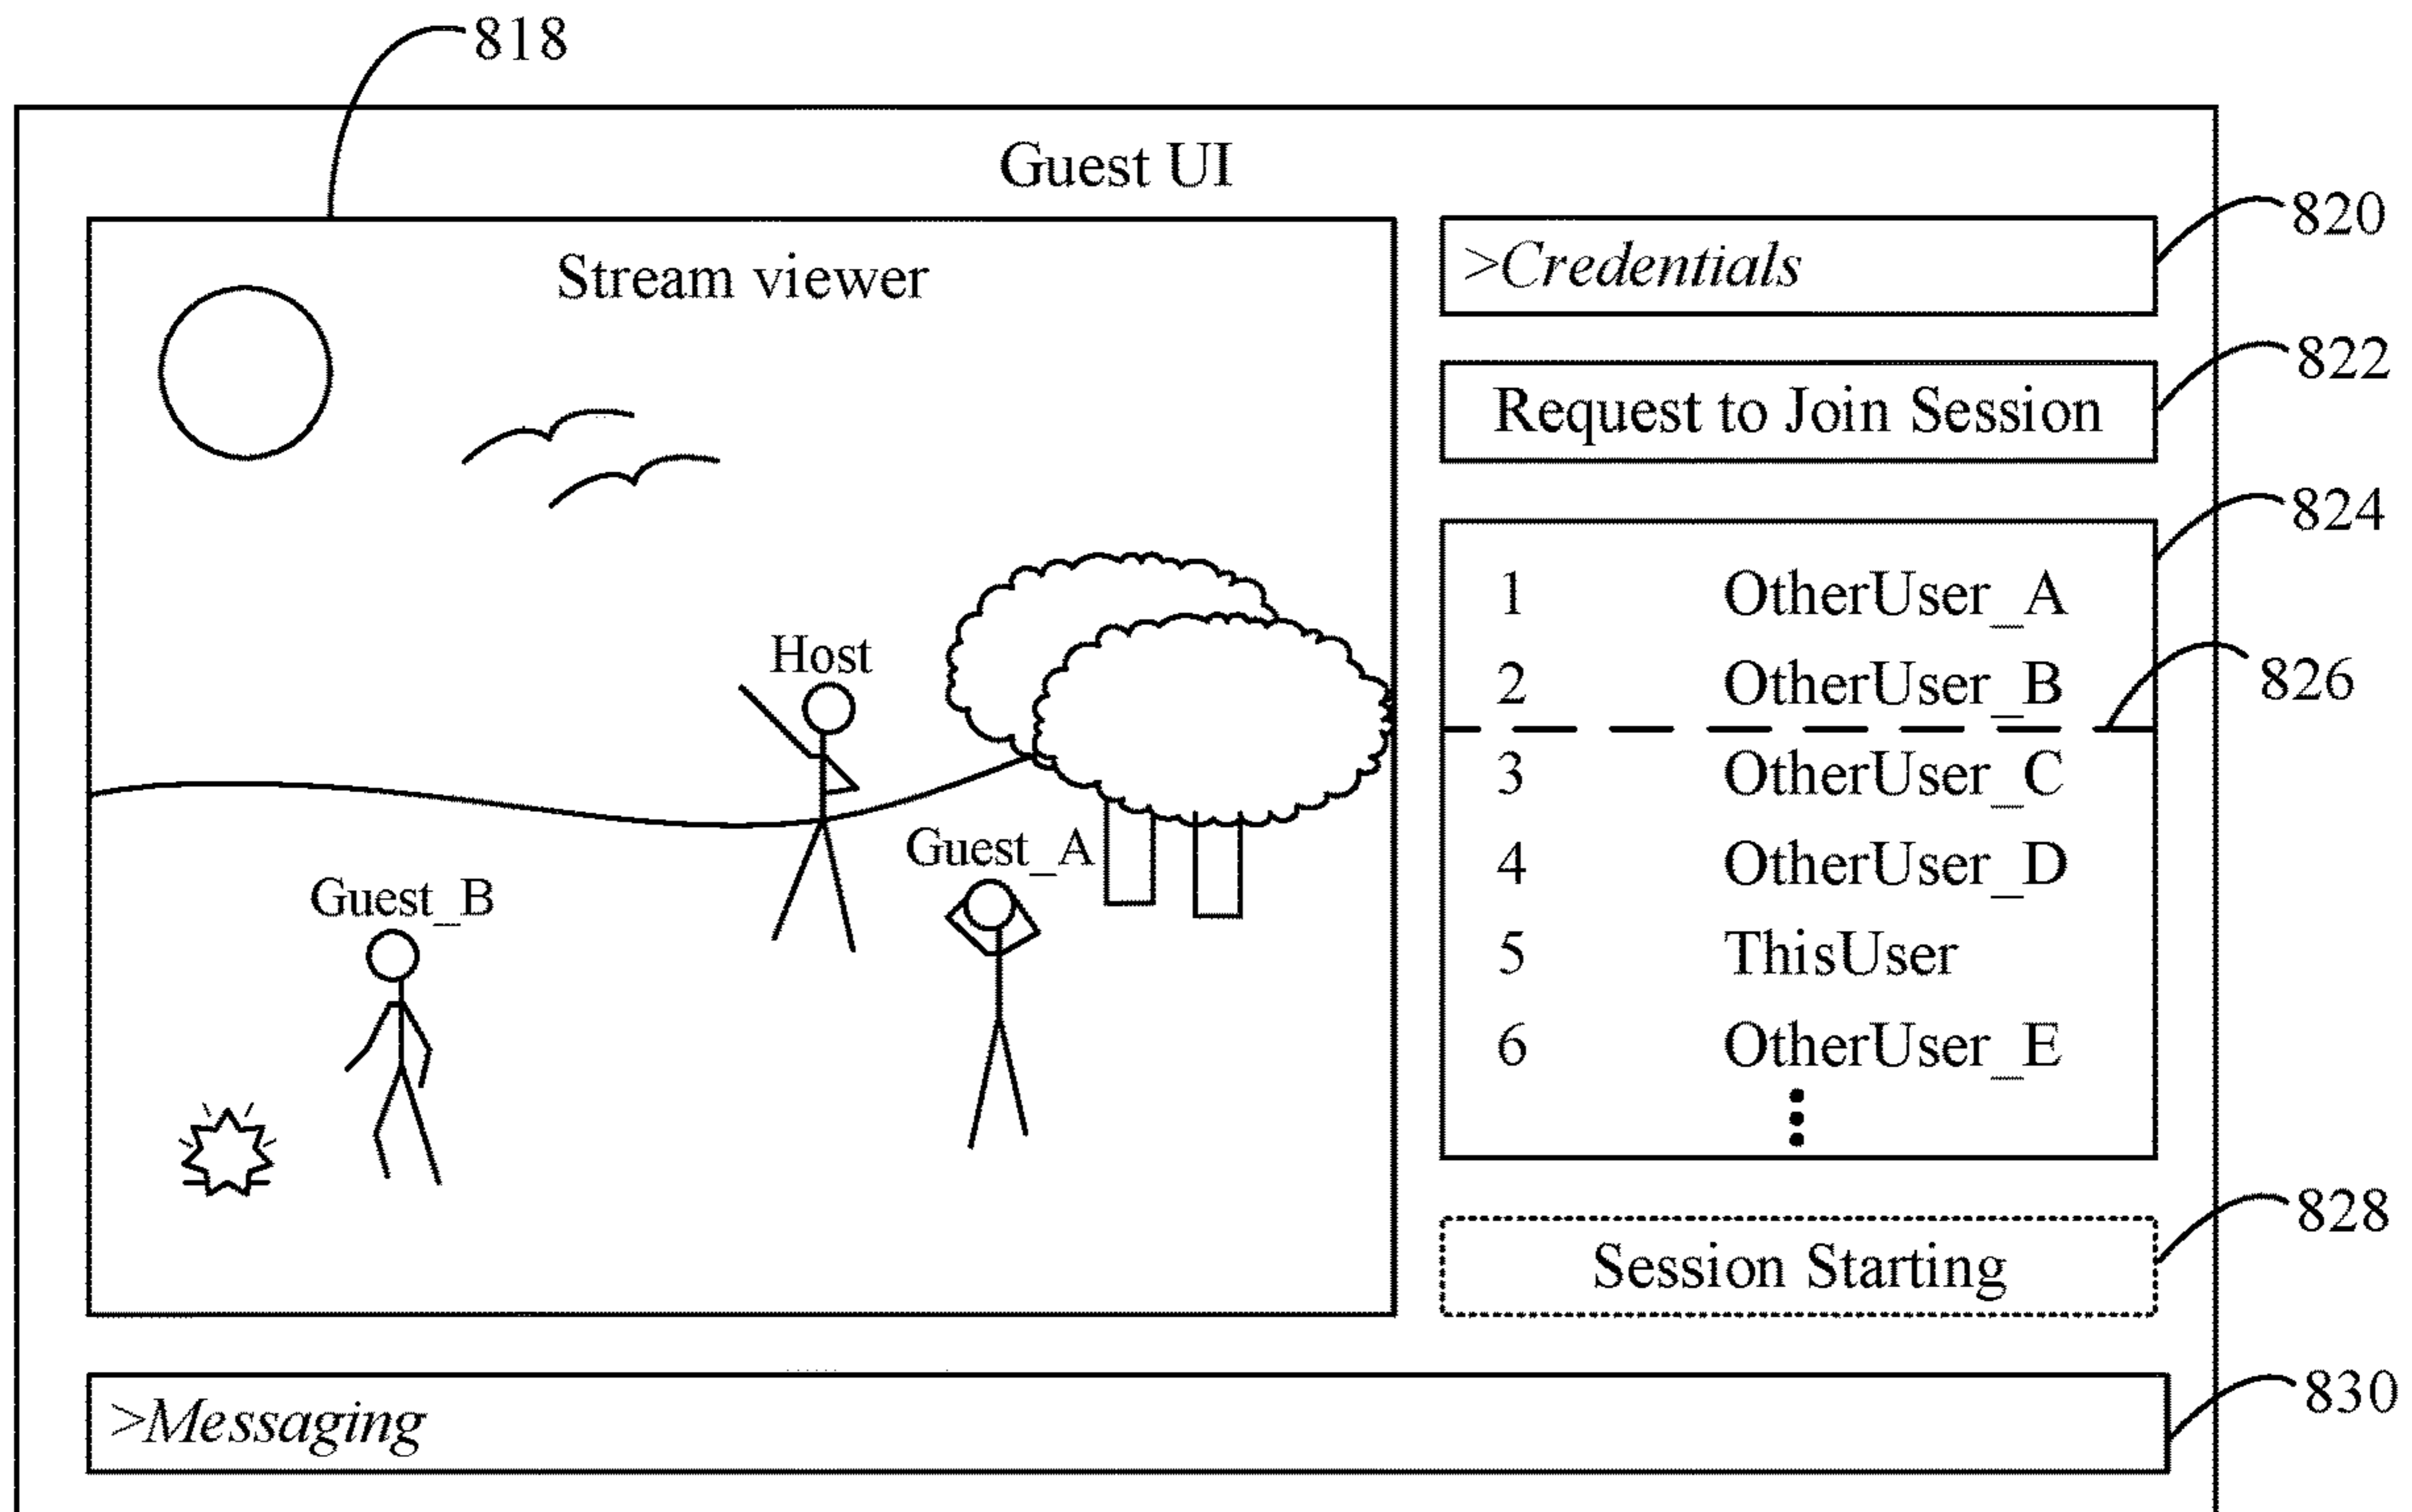 818
Guest UI
Stream viewer
>Credentials
820
Request to Join Session
822
824
1 OtherUser_A
2 OtherUser_B
826
3 OtherUser_C
4 OtherUser_D
5 ThisUser
6 OtherUser_E
Host
Guest_A
Guest_B
Session Starting
828
>Messaging
830